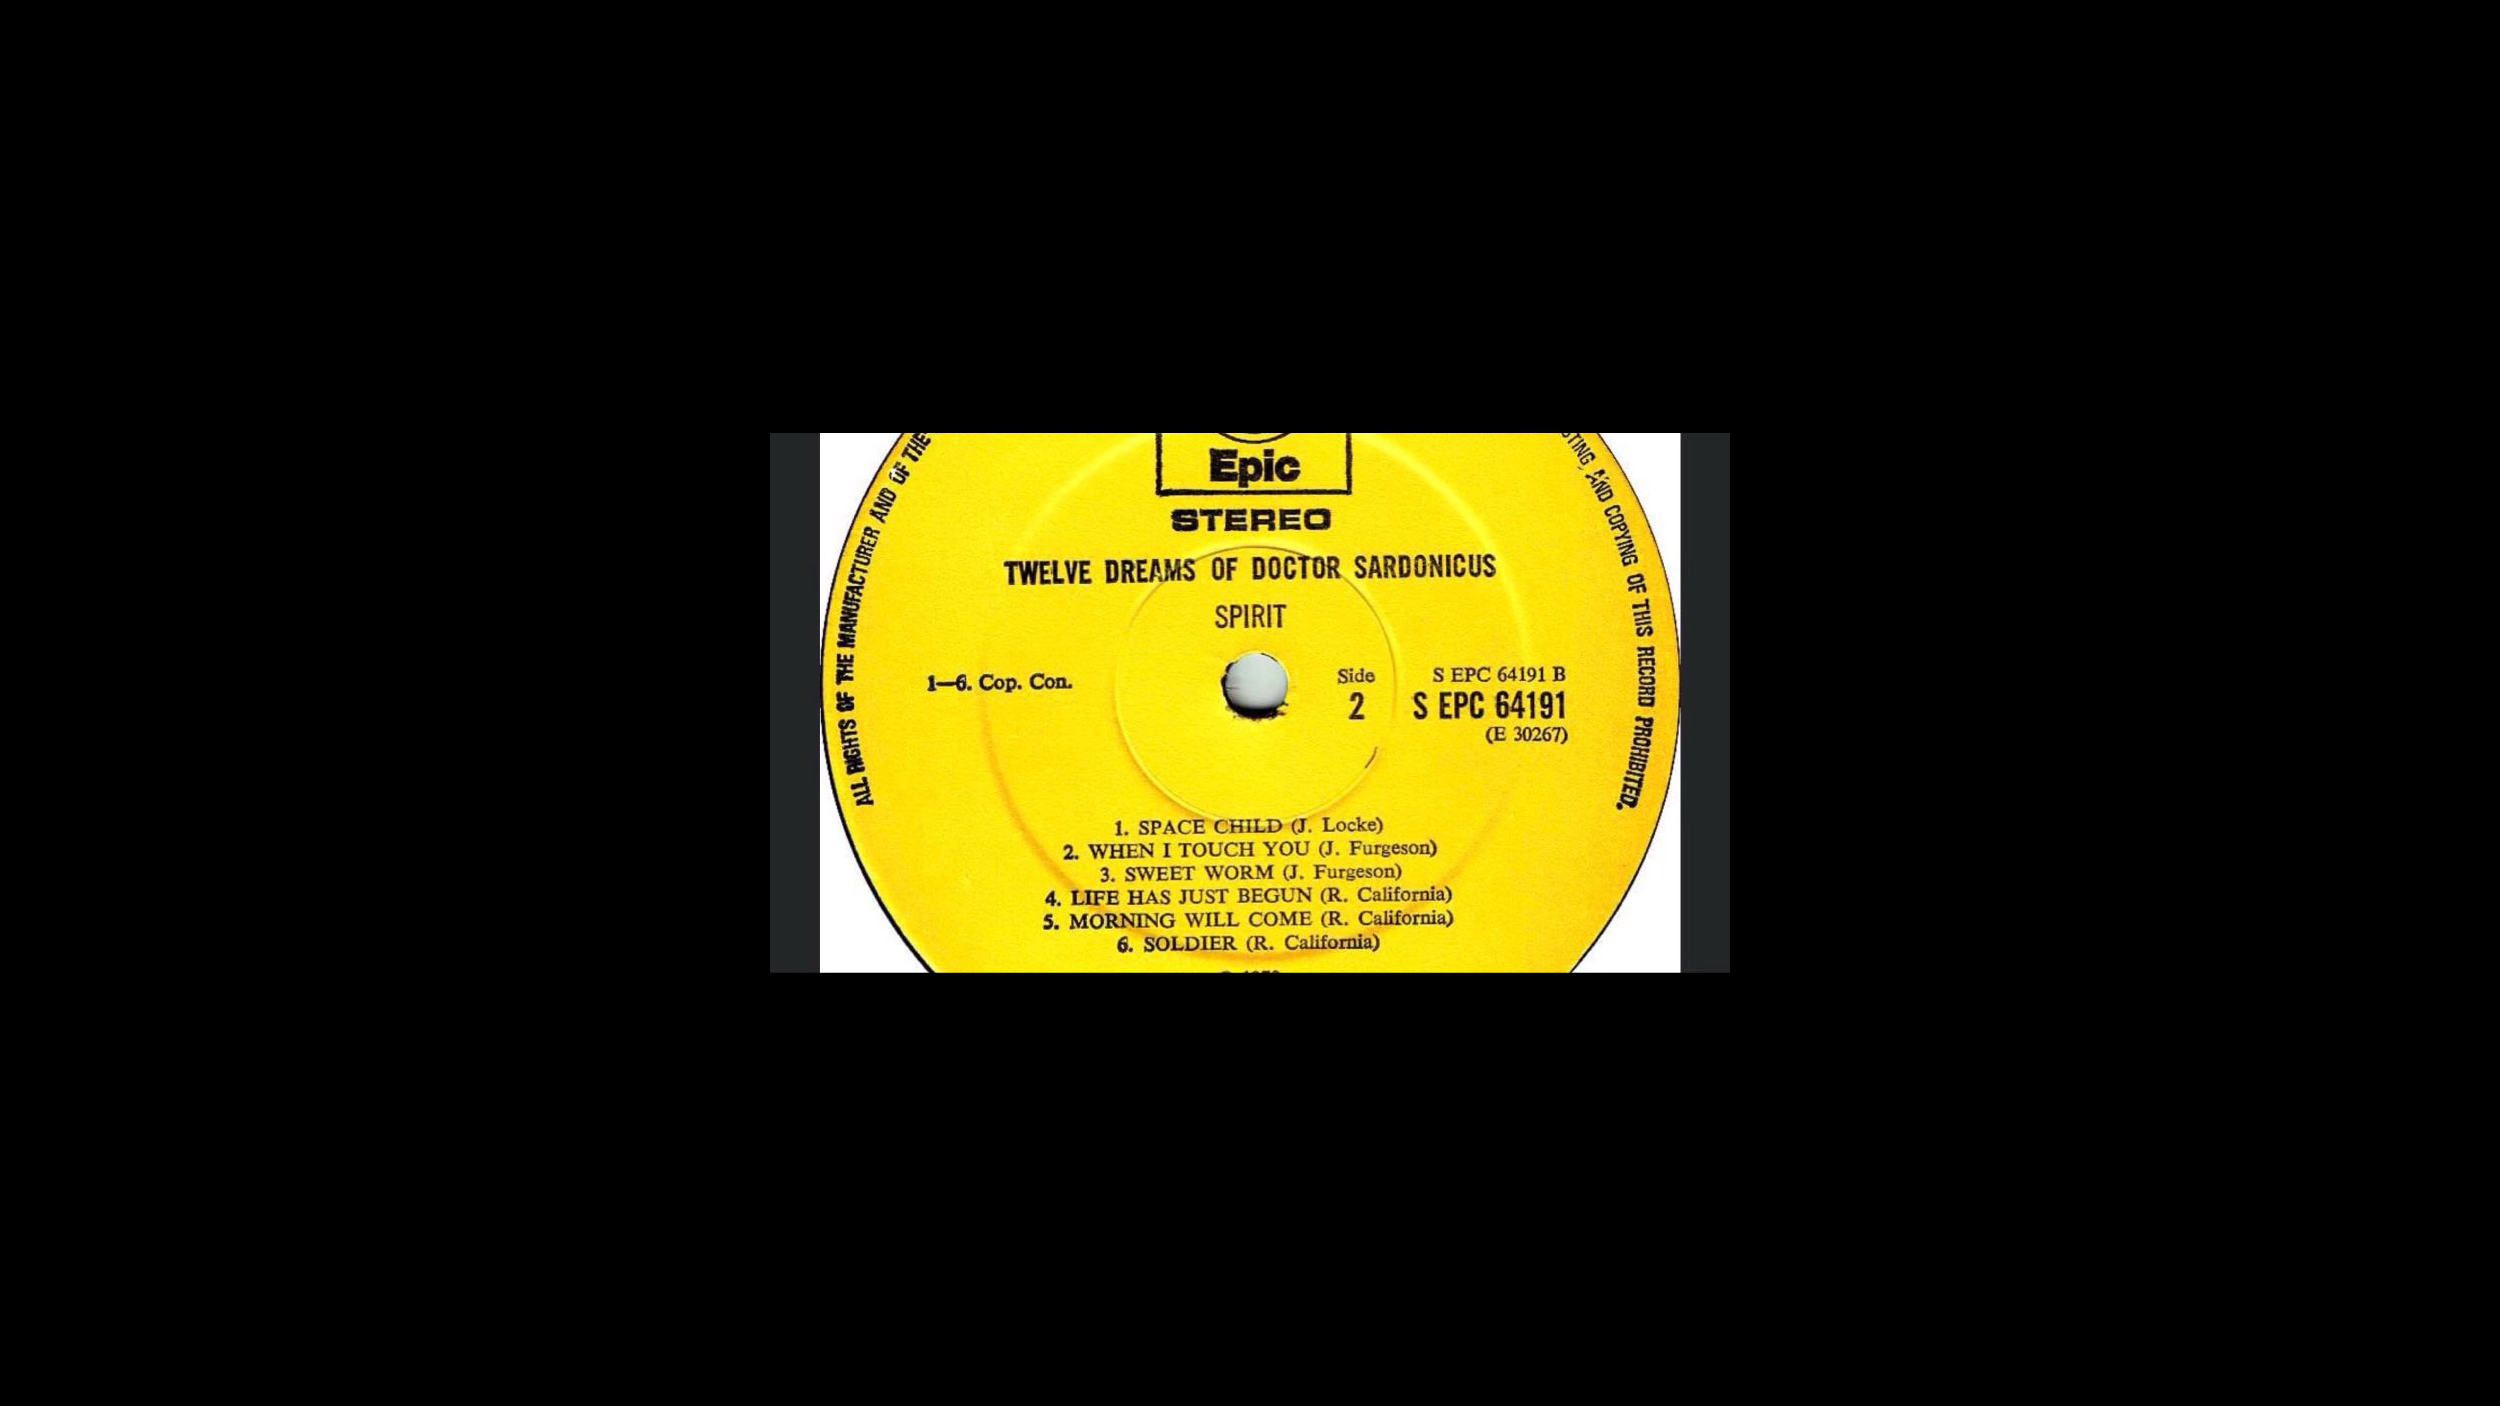 Epic
STEREO
TWELVE DREAMS OF DOCTOR SARDONICUS
SPIRIT
1—6. Cop. Con.
Side
2
S EPC 64191 B
S EPC 64191
(E 30267)
1. SPACE CHILD (J. Locke)
2. WHEN I TOUCH YOU (J. Furgeson)
3. SWEET WORM (J. Furgeson)
4. LIFE HAS JUST BEGUN (R. California)
5. MORNING WILL COME (R. California)
6. SOLDIER (R. California)
ALL RIGHTS OF THE MANUFACTURER AND OF THE
AND COPYING OF THIS RECORD PROHIBITED.